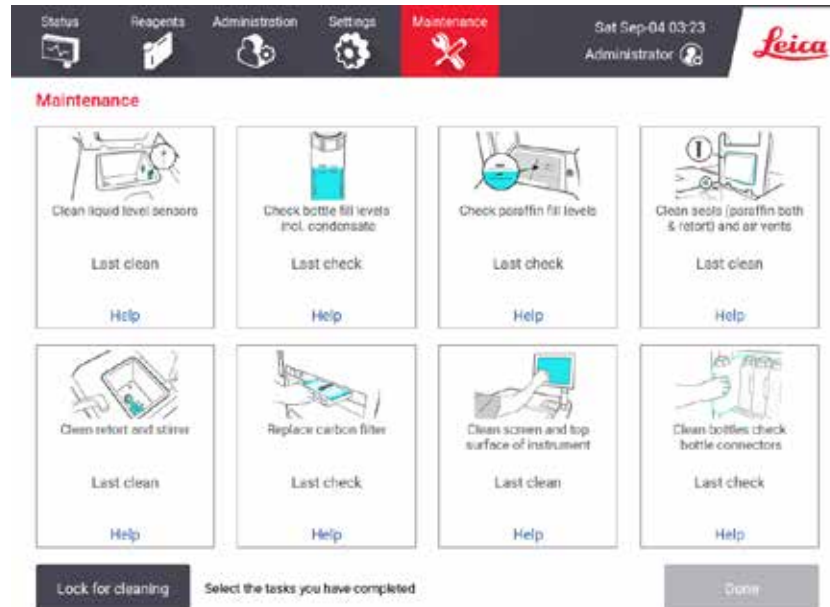 Status Reagents Administration Settings Maintenance Sat Sep-04 03:23
Administrator
Leica
Maintenance
Clean liquid level sensors
Last clean
Help
Check bottle fill levels
incl. condensate
Last check
Help
Check paraffin fill levels
Last check
Help
Clean seals (paraffin bath
& retort) and air vents
Last clean
Help
Clean retort and stirrer
Last clean
Help
Replace carbon filter
Last check
Help
Clean screen and top
surface of instrument
Last clean
Help
Clean bottles check
bottle connectors
Last check
Help
Lock for cleaning Select the tasks you have completed Done